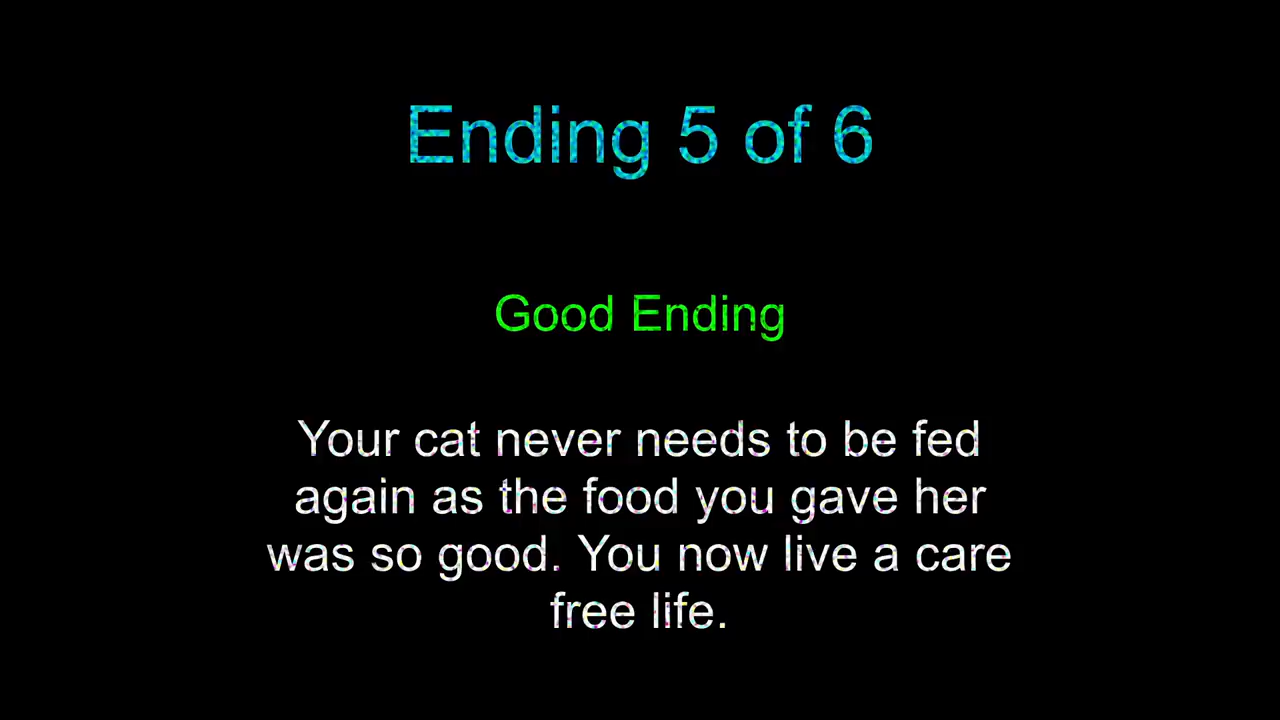 Ending 5 of 6
Good Ending
Your cat never needs to be fed
again as the food you gave her
was so good. You now live a care
free life.